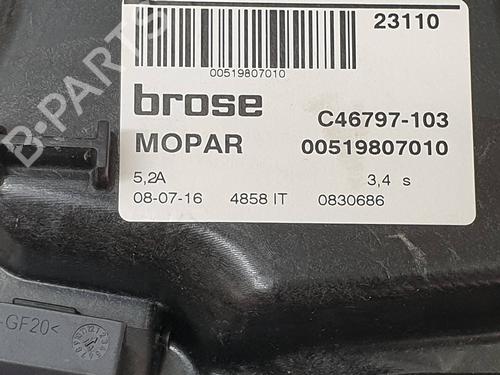 23110
00519807010
brose
C46797-103
MOPAR
00519807010
5,2A
3,4 s
08-07-16
4858 IT
0830686
B-PARTS
-GF20<